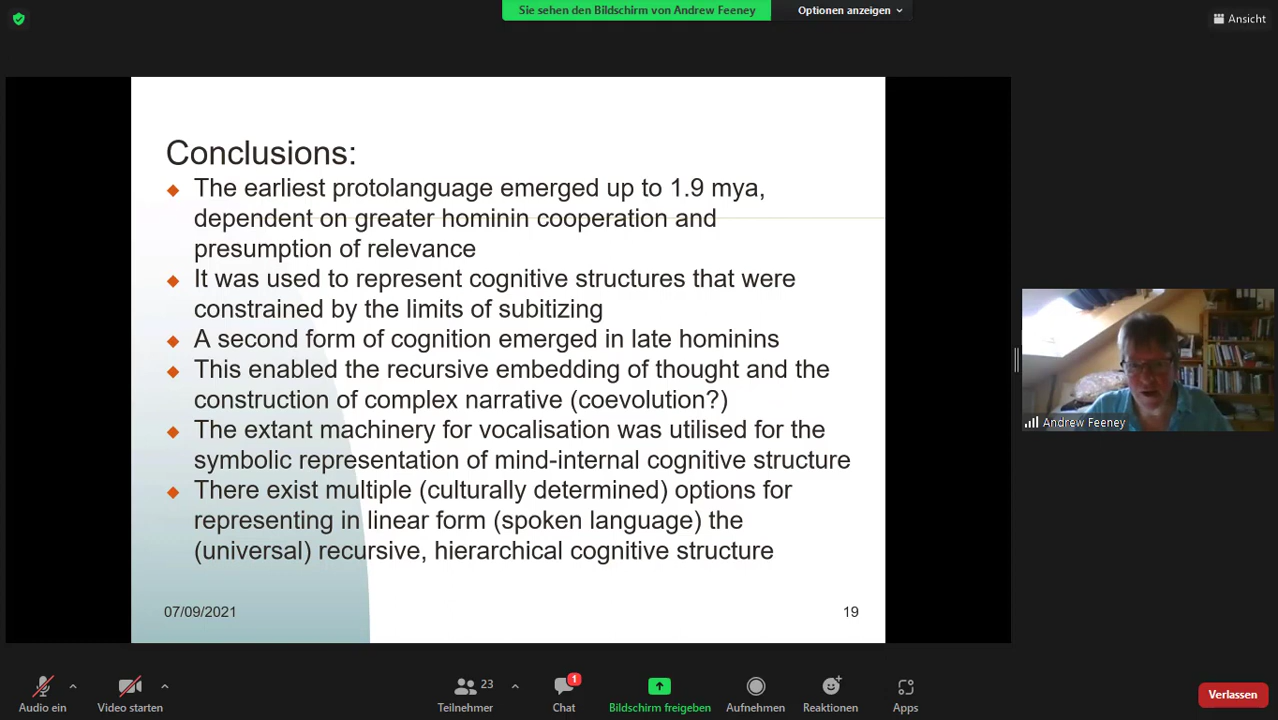 Sie sehen den Bildschirm von Andrew Feeney
Optionen anzeigen
Ansicht
Conclusions:
The earliest protolanguage emerged up to 1.9 mya,
dependent on greater hominin cooperation and
presumption of relevance
It was used to represent cognitive structures that were
constrained by the limits of subitizing
A second form of cognition emerged in late hominins
This enabled the recursive embedding of thought and the
construction of complex narrative (coevolution?)
The extant machinery for vocalisation was utilised for the
symbolic representation of mind-internal cognitive structure
There exist multiple (culturally determined) options for
representing in linear form (spoken language) the
(universal) recursive, hierarchical cognitive structure
07/09/2021
19
Andrew Feeney
Audio ein
Video starten
23
Teilnehmer
1
Chat
Bildschirm freigeben
Aufnehmen
Reaktionen
Apps
Verlassen